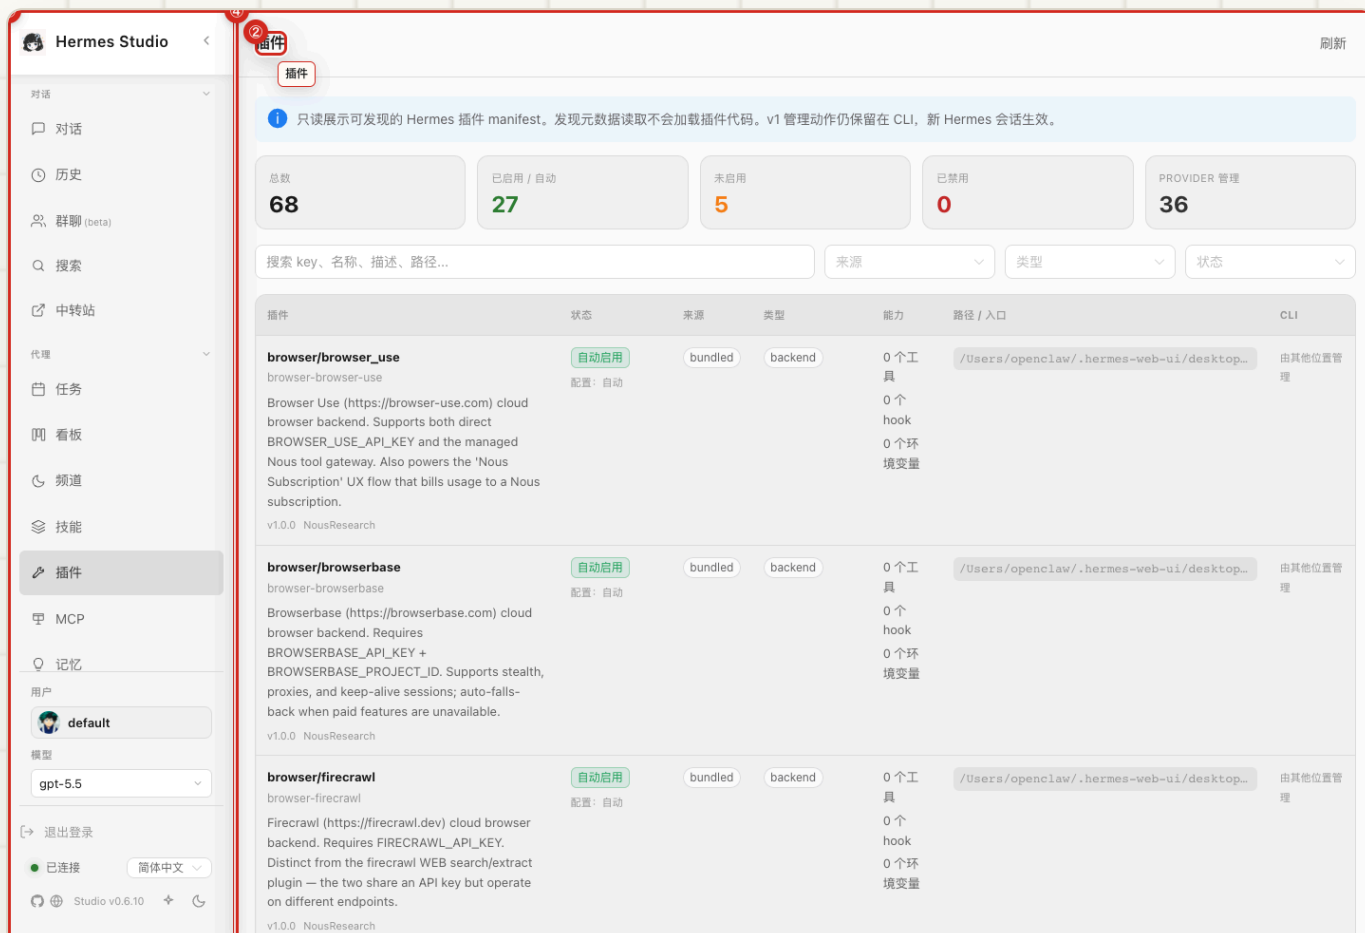 ④
Hermes Studio
②
插件
刷新
插件
对话
对话
历史
群聊 (beta)
搜索
中转站
代理
任务
看板
频道
技能
插件
MCP
记忆
用户
default
模型
gpt-5.5
退出登录
已连接
简体中文
Studio v0.6.10
只读展示可发现的 Hermes 插件 manifest。发现元数据读取不会加载插件代码。v1 管理动作仍保留在 CLI，新 Hermes 会话生效。
总数
68
已启用 / 自动
27
未启用
5
已禁用
0
PROVIDER 管理
36
搜索 key、名称、描述、路径...
来源
类型
状态
插件 状态 来源 类型 能力 路径 / 入口 CLI
browser/browser_use
browser-browser-use
Browser Use (https://browser-use.com) cloud
browser backend. Supports both direct
BROWSER_USE_API_KEY and the managed
Nous tool gateway. Also powers the 'Nous
Subscription' UX flow that bills usage to a Nous
subscription.
v1.0.0 NousResearch
自动启用
配置：自动
bundled
backend
0 个工
具
0 个
hook
0 个环
境变量
/Users/openclaw/.hermes-web-ui/desktop…
由其他位置管
理
browser/browserbase
browser-browserbase
Browserbase (https://browserbase.com) cloud
browser backend. Requires
BROWSERBASE_API_KEY +
BROWSERBASE_PROJECT_ID. Supports stealth,
proxies, and keep-alive sessions; auto-falls-
back when paid features are unavailable.
v1.0.0 NousResearch
自动启用
配置：自动
bundled
backend
0 个工
具
0 个
hook
0 个环
境变量
/Users/openclaw/.hermes-web-ui/desktop…
由其他位置管
理
browser/firecrawl
browser-firecrawl
Firecrawl (https://firecrawl.dev) cloud browser
backend. Requires FIRECRAWL_API_KEY.
Distinct from the firecrawl WEB search/extract
plugin — the two share an API key but operate
on different endpoints.
v1.0.0 NousResearch
自动启用
配置：自动
bundled
backend
0 个工
具
0 个
hook
0 个环
境变量
/Users/openclaw/.hermes-web-ui/desktop…
由其他位置管
理